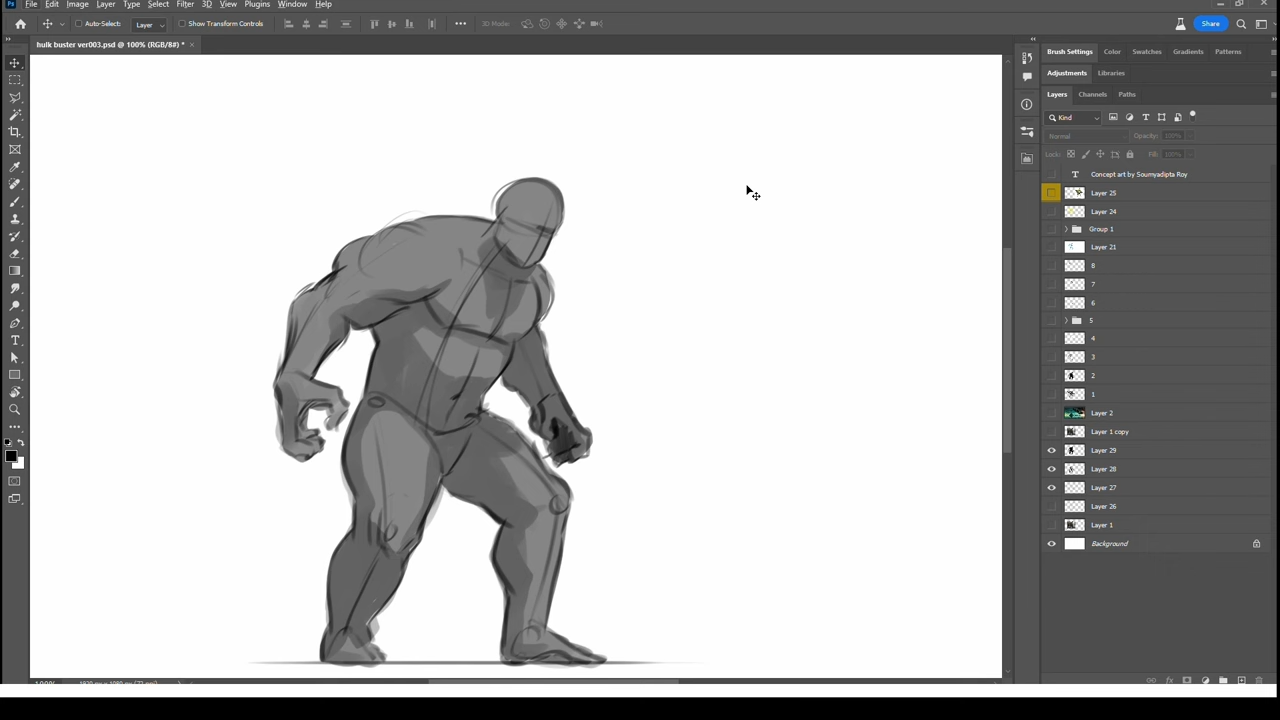 Ps File Edit Image Layer Type Select Filter 3D View Plugins Window Help
Auto-Select: Layer Show Transform Controls 3D Mode: Share
hulk buster ver003.psd @ 100% (RGB/8#) *
Brush Settings Color Swatches Gradients Patterns
Adjustments Libraries
Layers Channels Paths
Kind
Normal Opacity: 100%
Lock: Fill: 100%
T Concept art by Soumyadipta Roy
Layer 25
Layer 24
Group 1
Layer 21
8
7
6
5
4
3
2
1
Layer 2
Layer 1 copy
Layer 29
Layer 28
Layer 27
Layer 26
Layer 1
Background